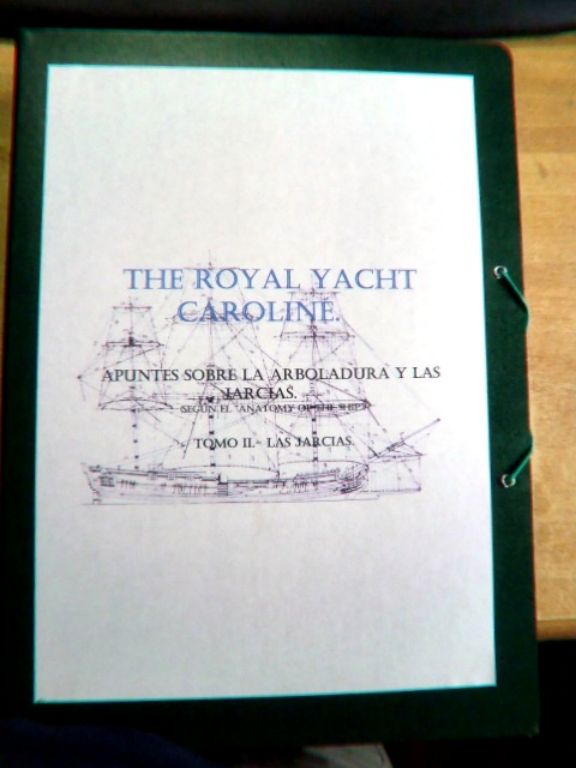 THE ROYAL YACHT
CAROLINE.
APUNTES SOBRE LA ARBOLADURA Y LAS
JARCIAS.
(SEGÚN EL "ANATOMY OF THE SHIP")
TOMO II.- LAS JARCIAS.